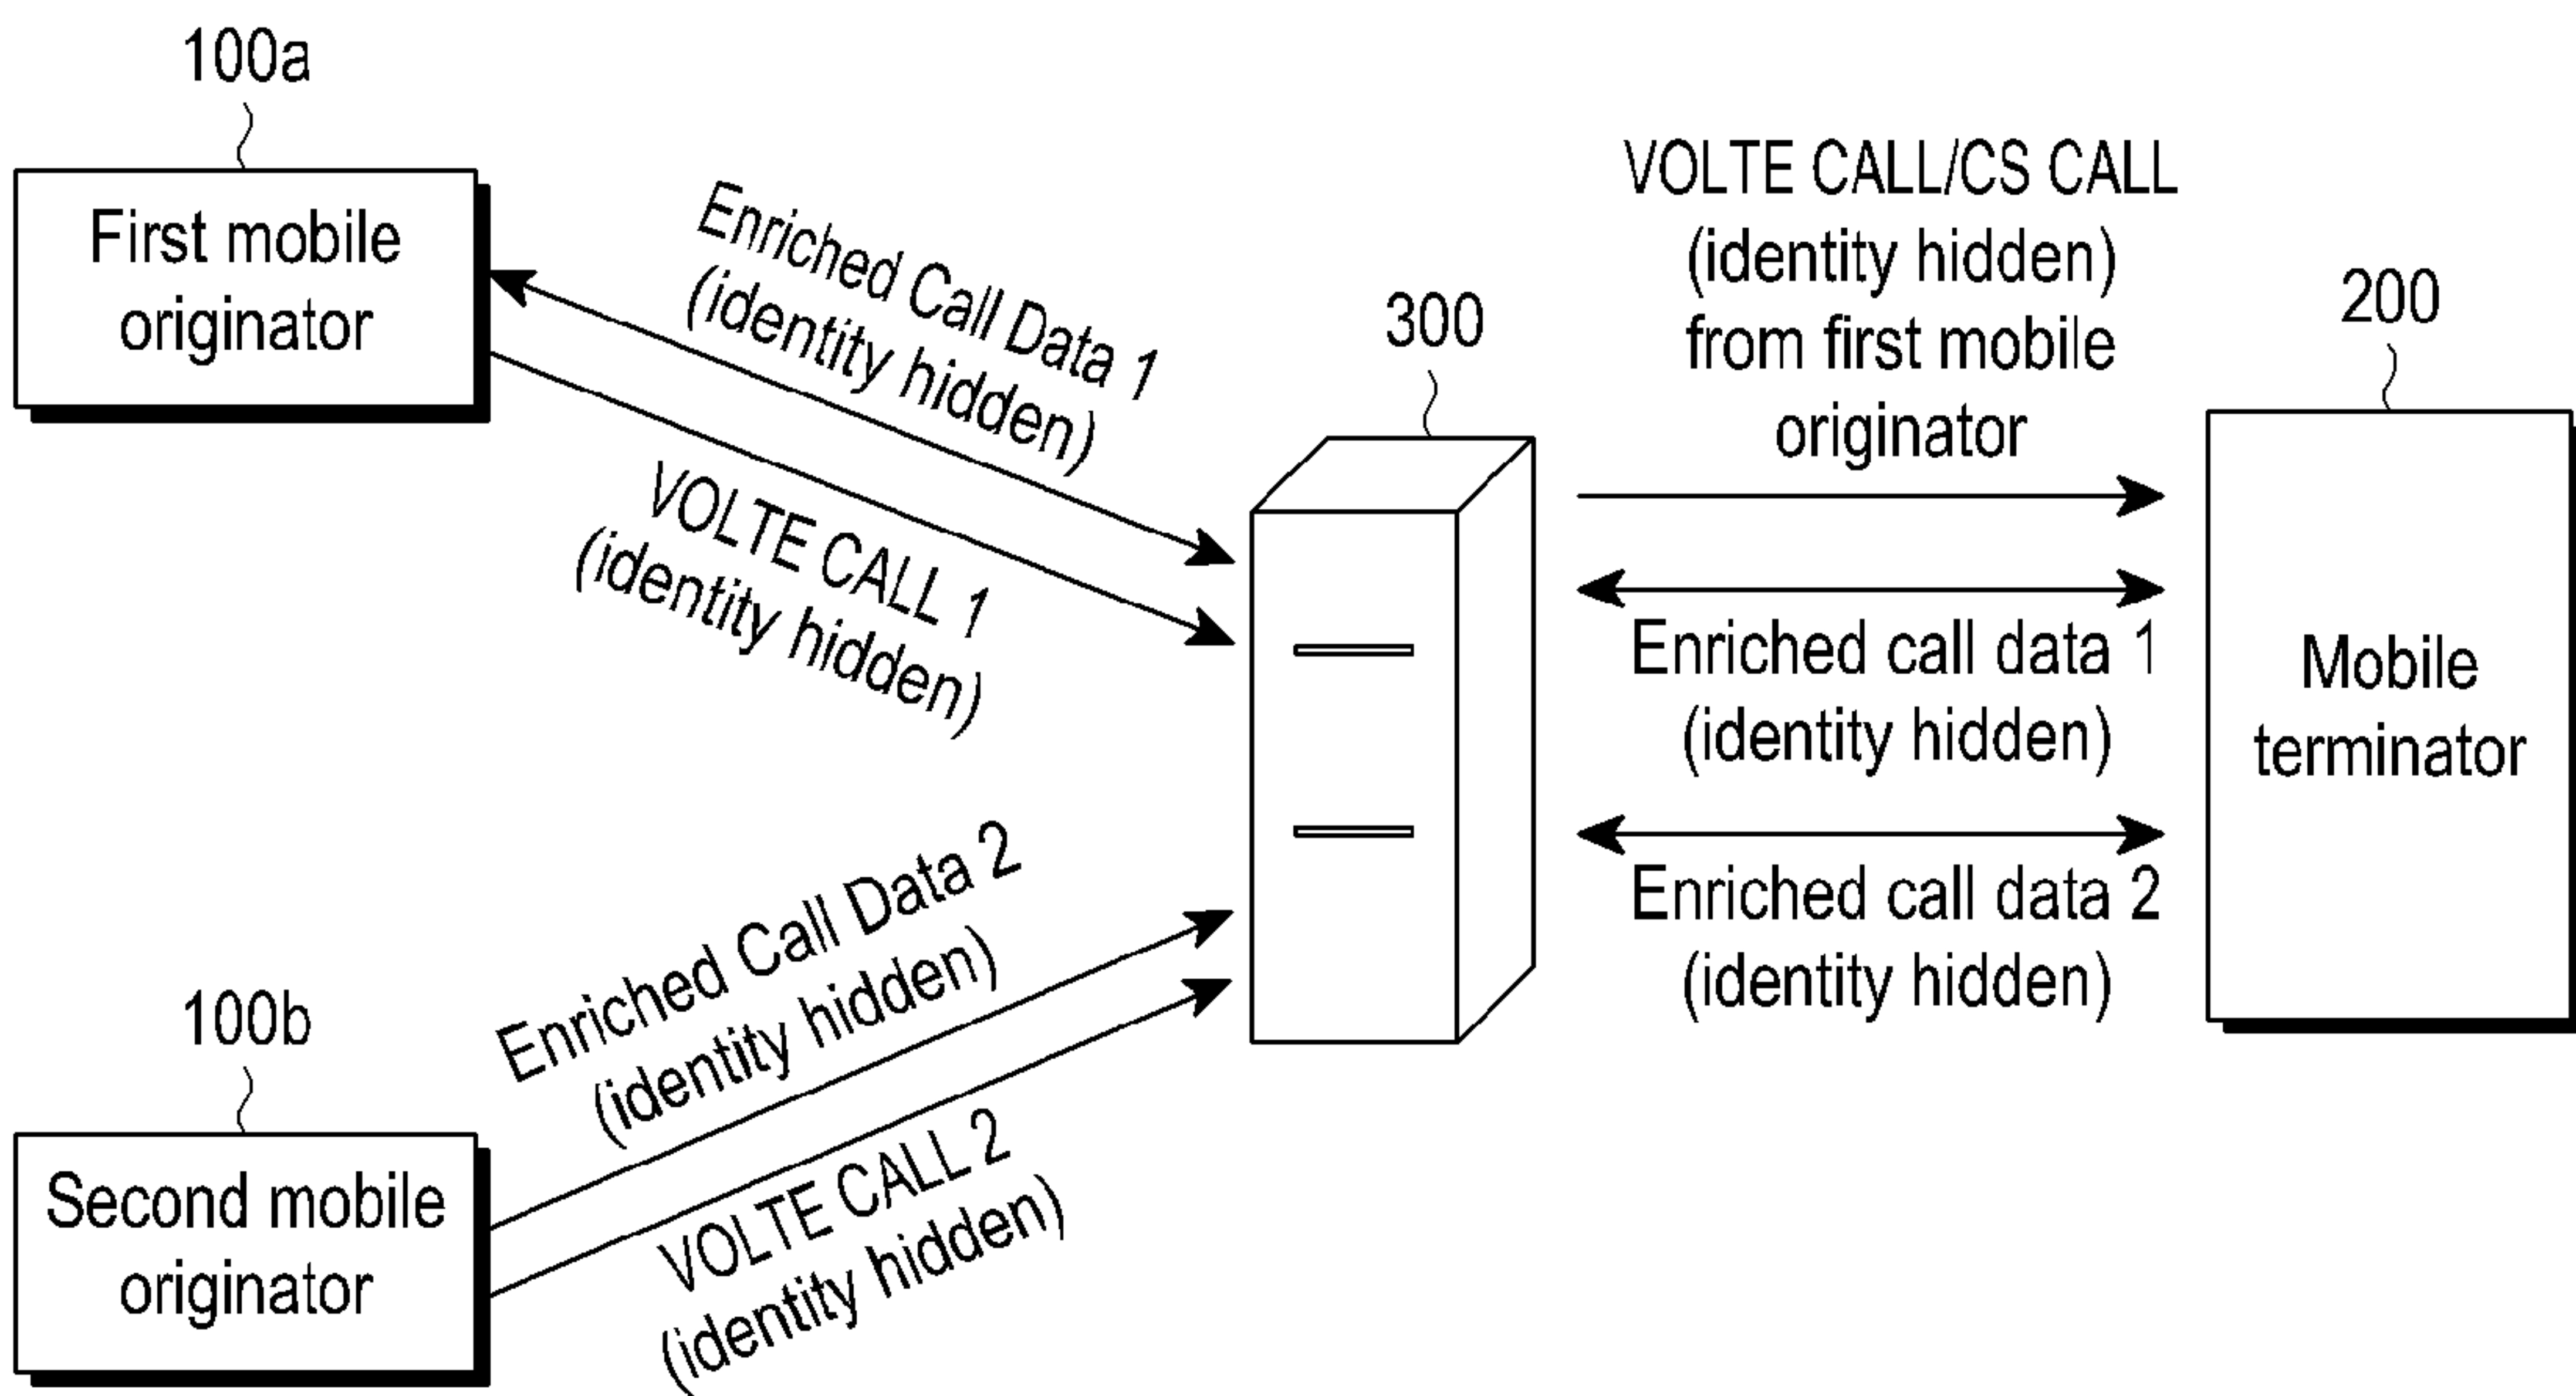 100a
First mobile
originator
Enriched Call Data 1
(identity hidden)
VOLTE CALL 1
(identity hidden)
100b
Second mobile
originator
Enriched Call Data 2
(identity hidden)
VOLTE CALL 2
(identity hidden)
300
VOLTE CALL/CS CALL
(identity hidden)
from first mobile
originator
Enriched call data 1
(identity hidden)
Enriched call data 2
(identity hidden)
200
Mobile
terminator